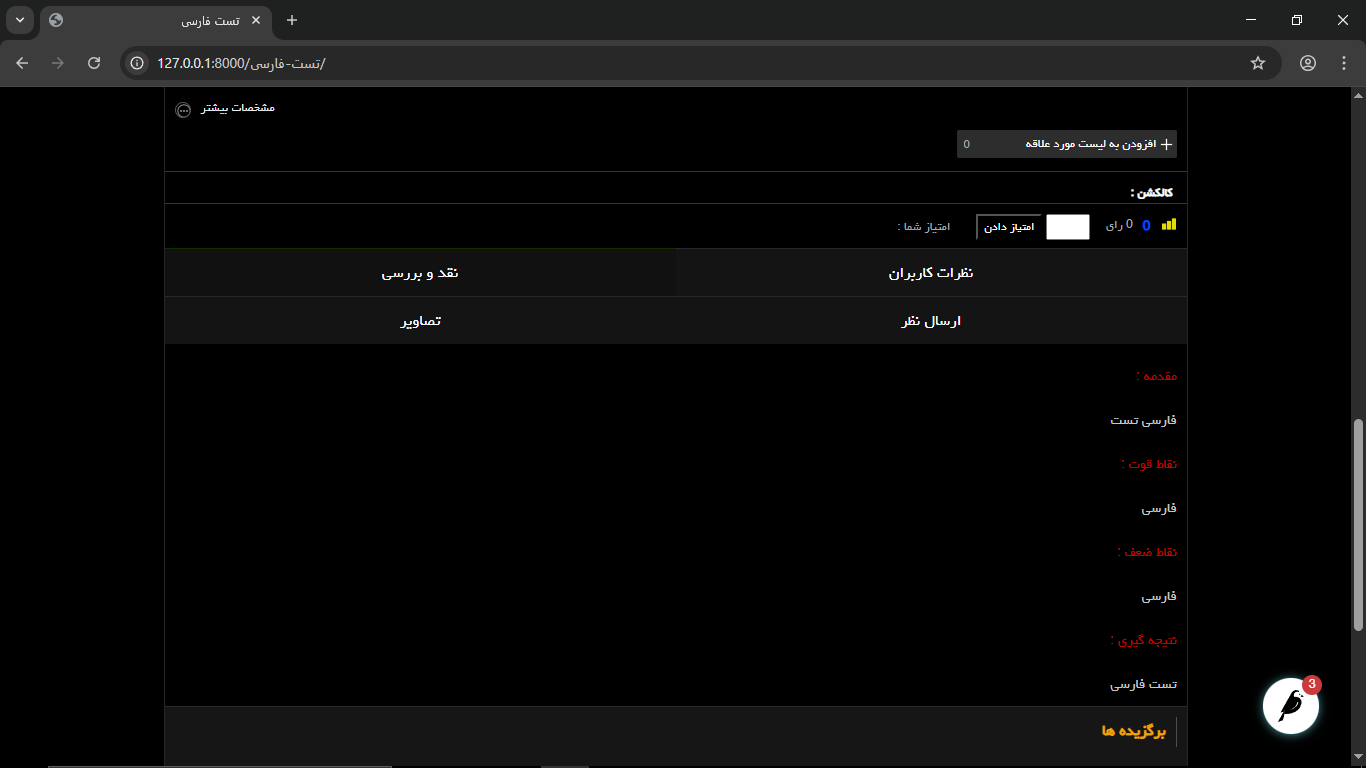 تست فارسی
127.0.0.1:8000/تست-فارسی/
مشخصات بیشتر
افزودن به لیست مورد علاقه 0
کالکشن :
0 0 رای امتیاز دادن امتیاز شما :
نظرات کاربران نقد و بررسی
ارسال نظر تصاویر
مقدمه :
فارسی تست
نقاط قوت :
فارسی
نقاط ضعف :
فارسی
نتیجه گیری :
تست فارسی
3
برگزیده ها